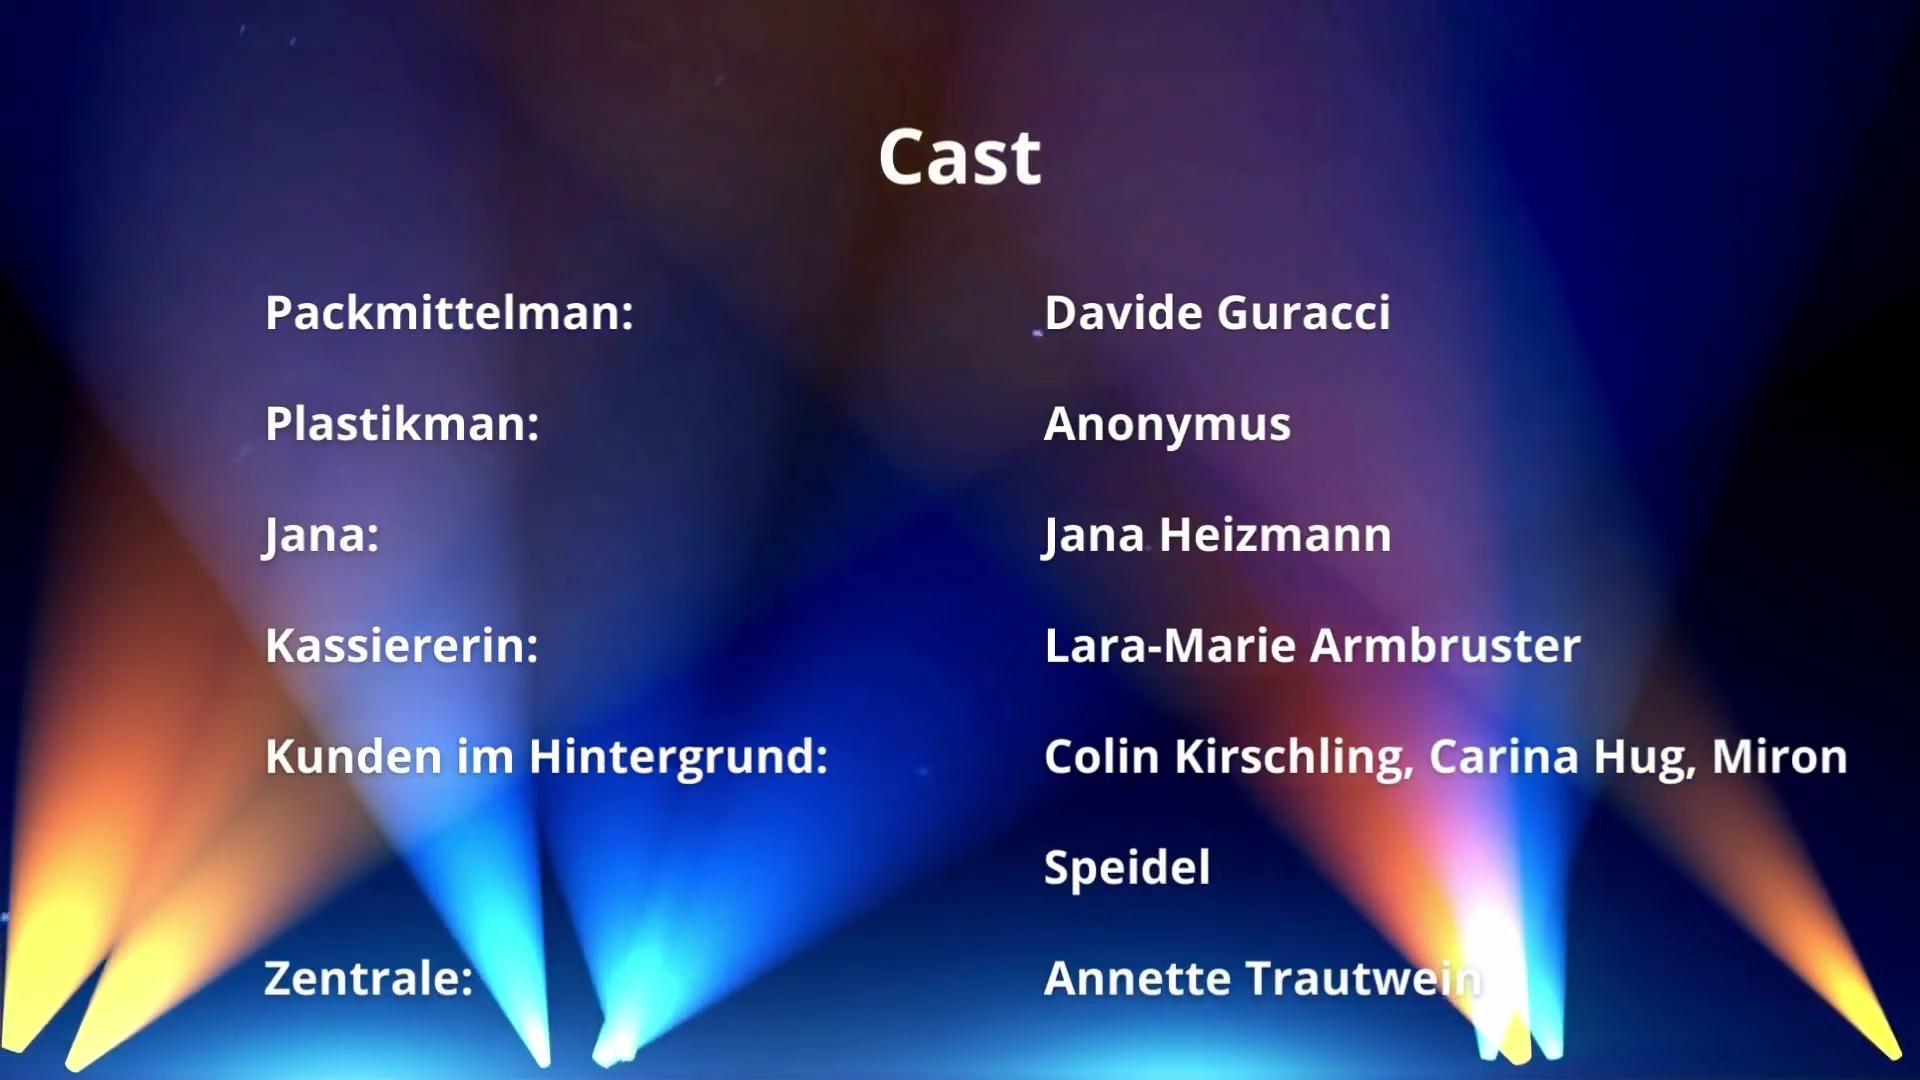 Cast
Packmittelman: Davide Guracci
Plastikman: Anonymus
Jana: Jana Heizmann
Kassiererin: Lara-Marie Armbruster
Kunden im Hintergrund: Colin Kirschling, Carina Hug, Miron
Speidel
Zentrale: Annette Trautwein